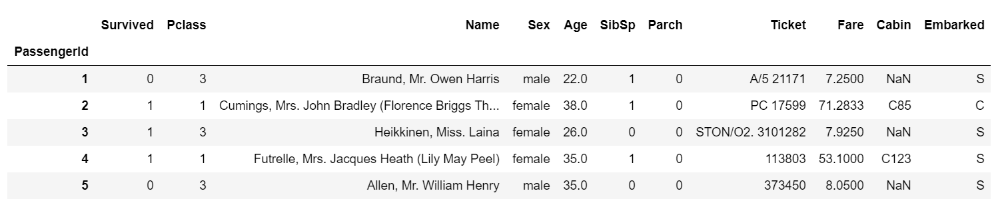 Survived Pclass Name Sex Age SibSp Parch Ticket Fare Cabin Embarked
PassengerId
1 0 3 Braund, Mr. Owen Harris male 22.0 1 0 A/5 21171 7.2500 NaN S
2 1 1 Cumings, Mrs. John Bradley (Florence Briggs Th... female 38.0 1 0 PC 17599 71.2833 C85 C
3 1 3 Heikkinen, Miss. Laina female 26.0 0 0 STON/O2. 3101282 7.9250 NaN S
4 1 1 Futrelle, Mrs. Jacques Heath (Lily May Peel) female 35.0 1 0 113803 53.1000 C123 S
5 0 3 Allen, Mr. William Henry male 35.0 0 0 373450 8.0500 NaN S